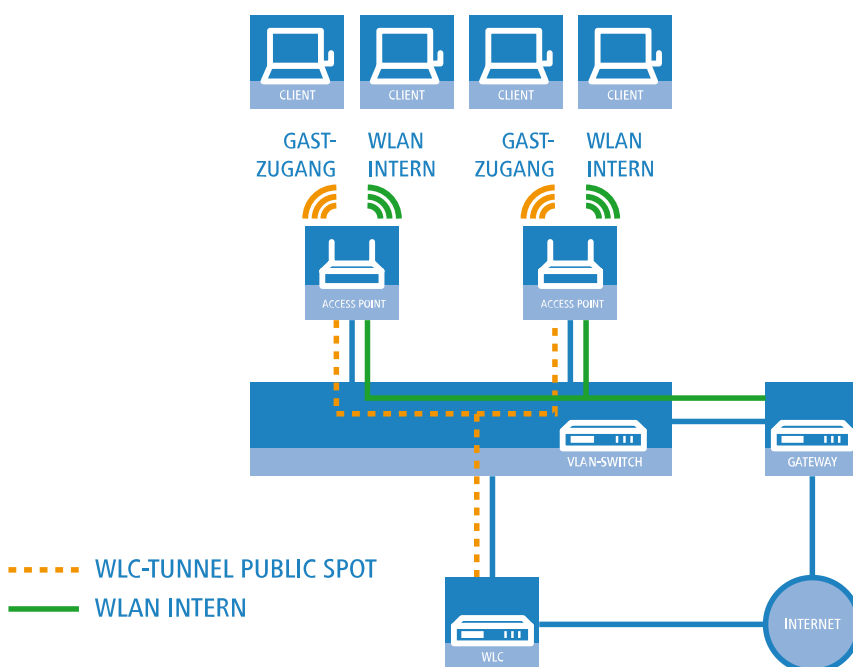 CLIENT
CLIENT
CLIENT
CLIENT
GAST-
ZUGANG
WLAN
INTERN
GAST-
ZUGANG
WLAN
INTERN
ACCESS POINT
ACCESS POINT
VLAN-SWITCH
GATEWAY
WLC-TUNNEL PUBLIC SPOT
WLAN INTERN
WLC
INTERNET